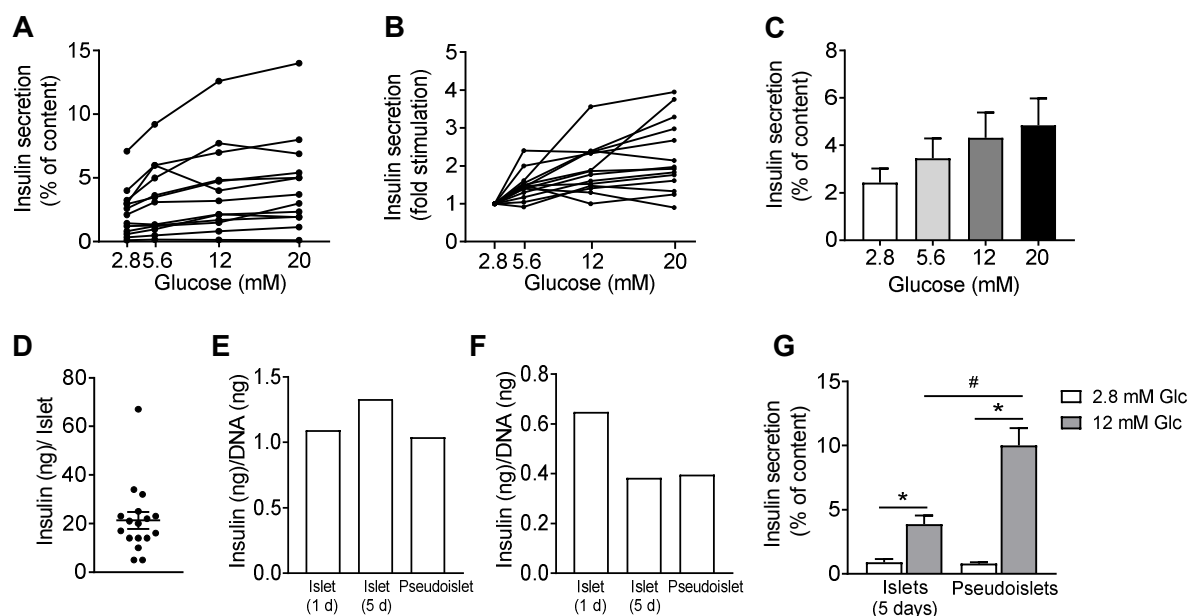 A
Insulin secretion
(% of content)
15
10
5
0
2.8 5.6 12 20
Glucose (mM)
B
Insulin secretion
(fold stimulation)
5
4
3
2
1
0
2.8 5.6 12 20
Glucose (mM)
C
Insulin secretion
(% of content)
8
6
4
2
0
2.8 5.6 12 20
Glucose (mM)
D
Insulin (ng)/ Islet
80
60
40
20
0
E
Insulin (ng)/DNA (ng)
1.5
1.0
0.5
0.0
Islet Islet Pseudoislet
(1 d) (5 d)
F
Insulin (ng)/DNA (ng)
0.8
0.6
0.4
0.2
0.0
Islet Islet Pseudoislet
(1 d) (5 d)
G
Insulin secretion
(% of content)
15
10
5
0
* # *
2.8 mM Glc
12 mM Glc
Islets Pseudoislets
(5 days)